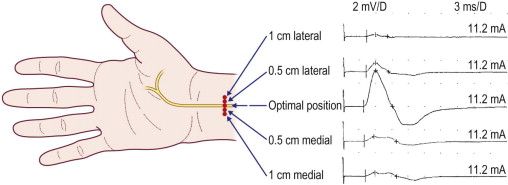 2 mV/D 3 ms/D
1 cm lateral 11.2 mA
0.5 cm lateral 11.2 mA
Optimal position 11.2 mA
0.5 cm medial 11.2 mA
1 cm medial 11.2 mA